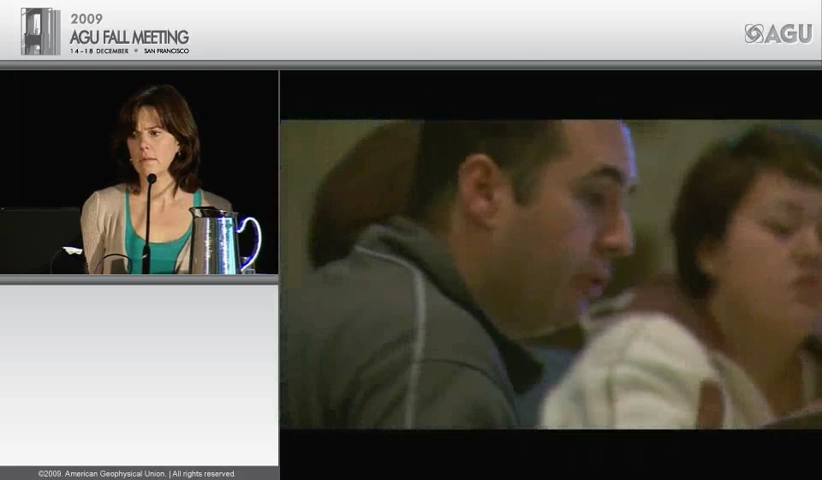 2009
AGU FALL MEETING
14-18 DECEMBER • SAN FRANCISCO
AGU
©2009. American Geophysical Union. | All rights reserved.